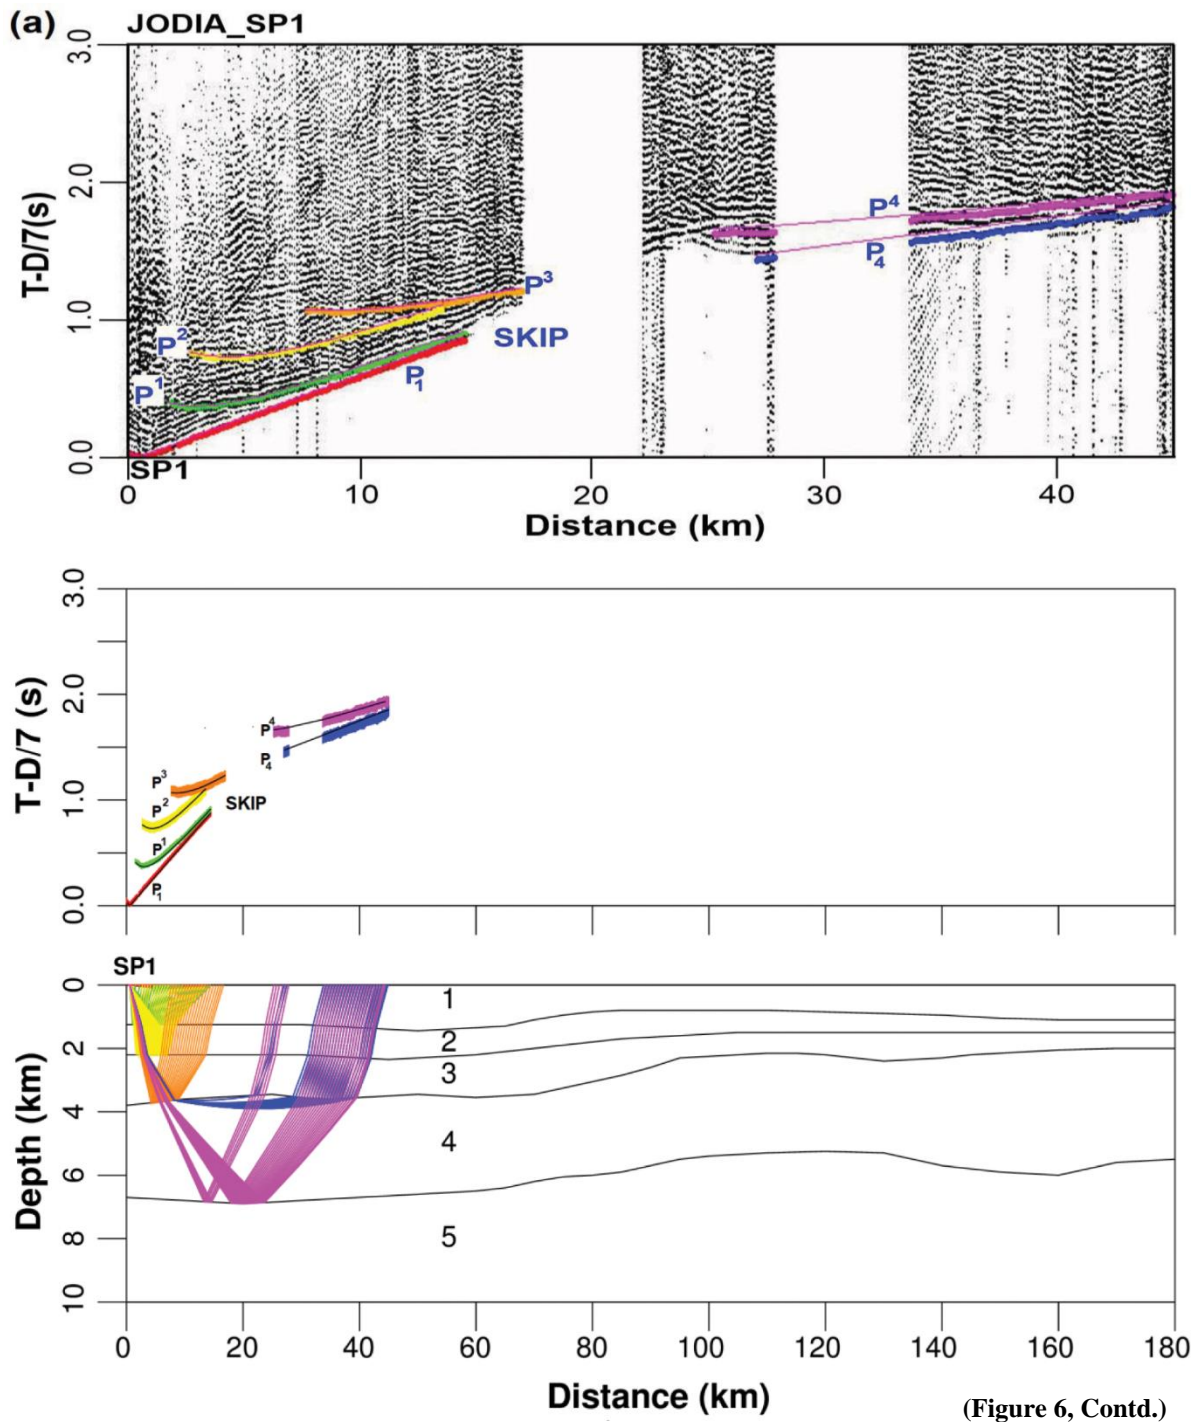 (a) JODIA_SP1
3.0
2.0
1.0
0.0
T-D/7(s)
P4
P4
P3
SKIP
P2
P1
P1
SP1
0 10 20 30 40
Distance (km)
3.0
2.0
1.0
0.0
T-D/7 (s)
P4
P4
P3
P2
SKIP
P1
P1
SP1
0
2
4
6
8
10
Depth (km)
1
2
3
4
5
0 20 40 60 80 100 120 140 160 180
Distance (km)
(Figure 6, Contd.)